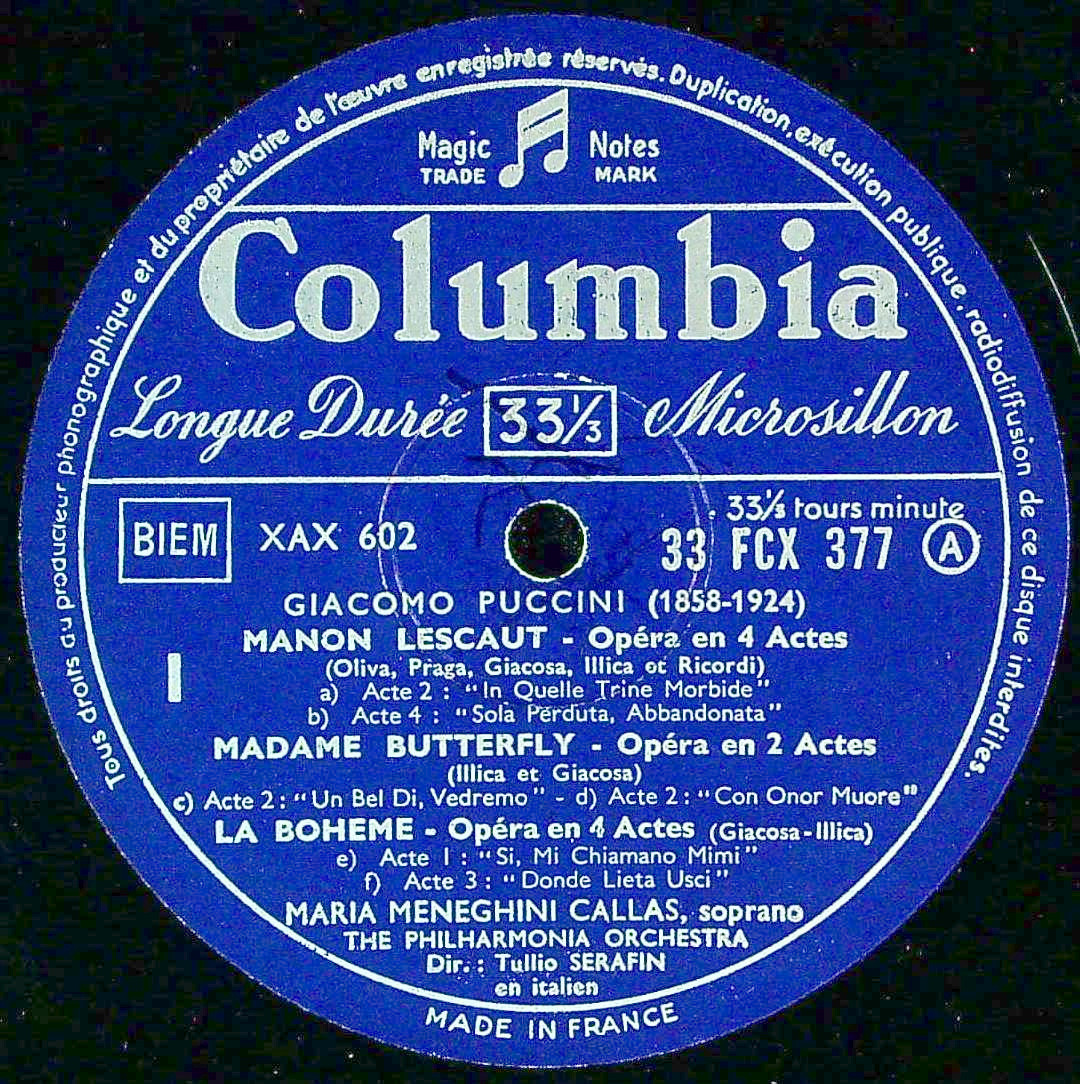 Tous droits du producteur phonographique et du propriétaire de l'œuvre enregistrée réservés. Duplication, exécution publique, radiodiffusion de ce disque interdites.
Magic Notes
TRADE MARK
Columbia
Longue Durée 33⅓ Microsillon
33⅓ tours minute
BIEM XAX 602 33 FCX 377 A
GIACOMO PUCCINI (1858-1924)
MANON LESCAUT - Opéra en 4 Actes
(Oliva, Praga, Giacosa, Illica et Ricordi)
I
a) Acte 2 : "In Quelle Trine Morbide"
b) Acte 4 : "Sola Perduta, Abbandonata"
MADAME BUTTERFLY - Opéra en 2 Actes
(Illica et Giacosa)
c) Acte 2 : "Un Bel Di, Vedremo" - d) Acte 2 : "Con Onor Muore"
LA BOHEME - Opéra en 4 Actes (Giacosa-Illica)
e) Acte I : "Si, Mi Chiamano Mimi"
f) Acte 3 : "Donde Lieta Usci"
MARIA MENEGHINI CALLAS, soprano
THE PHILHARMONIA ORCHESTRA
Dir. : Tullio SERAFIN
en italien
MADE IN FRANCE